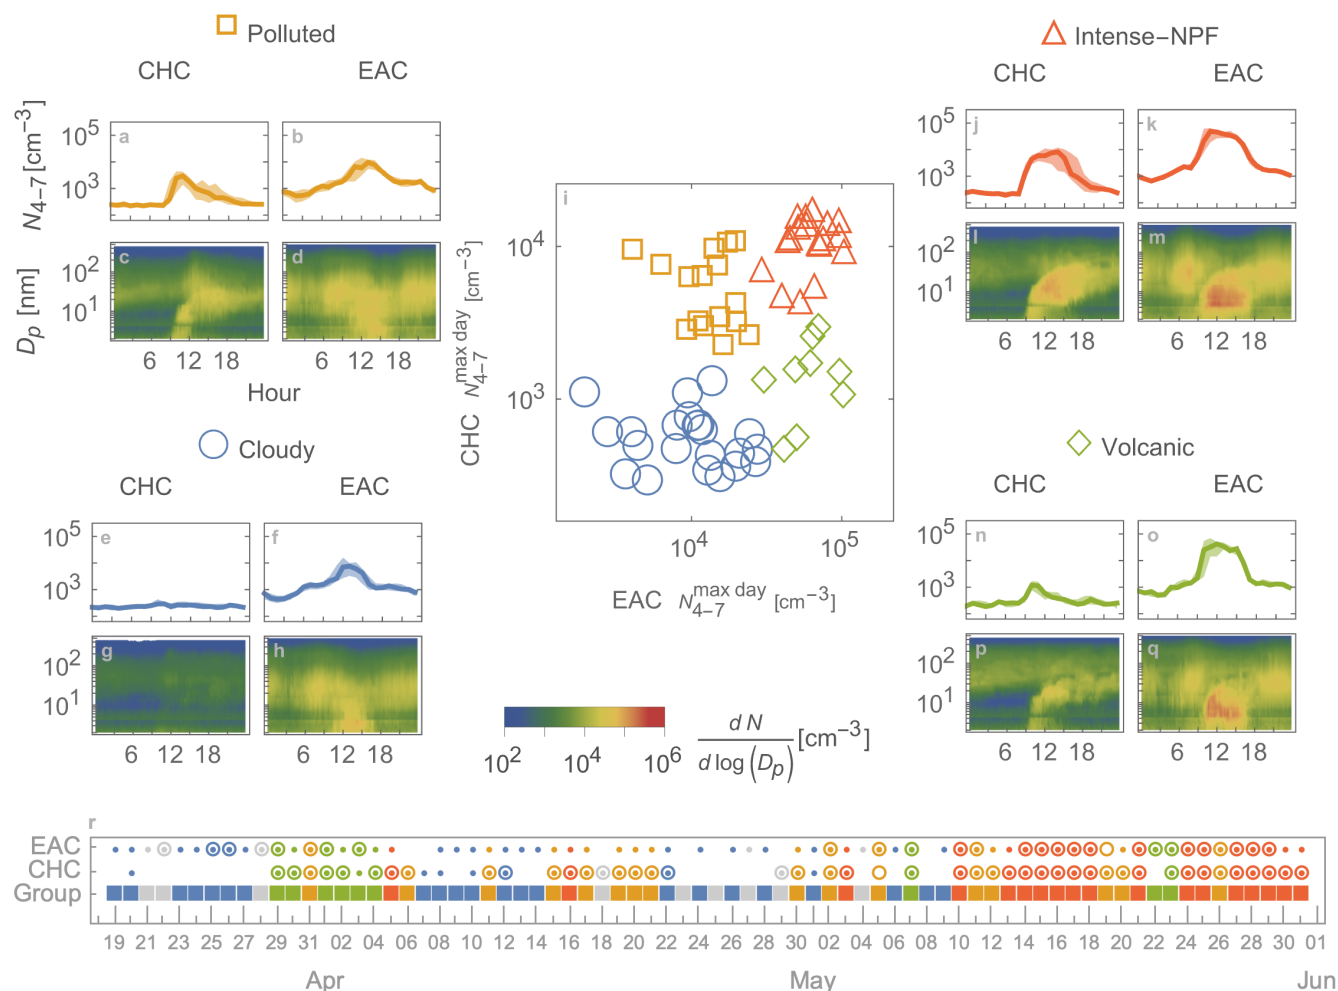 Polluted
CHC EAC
N4−7 [cm−3]
10^5
10^3
a
b
Dp [nm]
10^2
10^1
c
d
6 12 18 6 12 18
Hour
Intense−NPF
CHC EAC
10^5
10^3
j
k
10^2
10^1
l
m
6 12 18 6 12 18
i
CHC N4−7 max day [cm−3]
10^4
10^3
10^4 10^5
EAC N4−7 max day [cm−3]
Cloudy
CHC EAC
10^5
10^3
e
f
10^2
10^1
g
h
6 12 18 6 12 18
Volcanic
CHC EAC
10^5
10^3
n
o
10^2
10^1
p
q
6 12 18 6 12 18
10^2 10^4 10^6
d N
d log (Dp) [cm−3]
r
EAC
CHC
Group
19 21 23 25 27 29 31 02 04 06 08 10 12 14 16 18 20 22 24 26 28 30 02 04 06 08 10 12 14 16 18 20 22 24 26 28 30 01
Apr May Jun